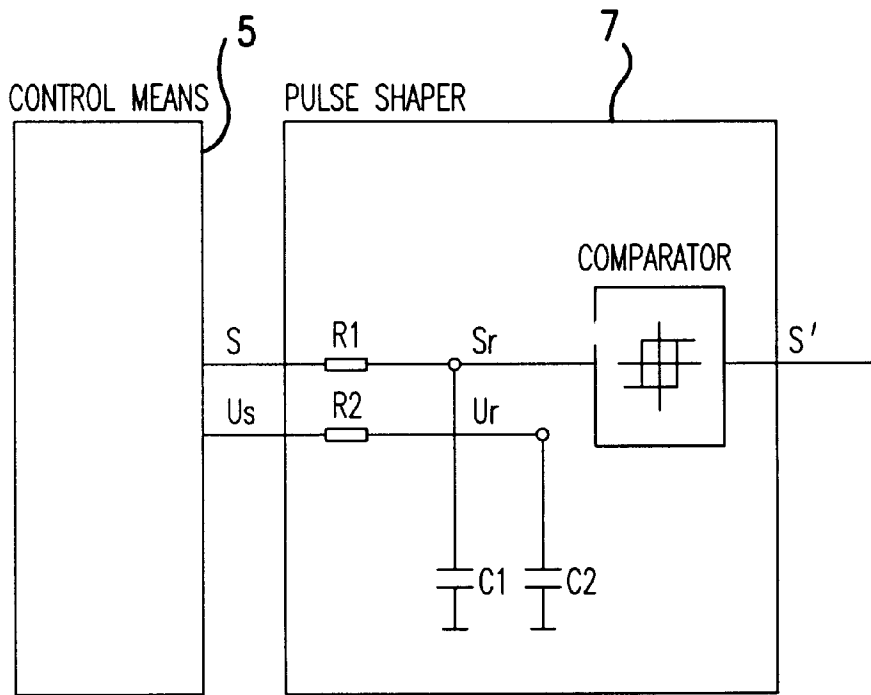 5
7
CONTROL MEANS
PULSE SHAPER
COMPARATOR
S
R1
Sr
S'
Us
R2
Ur
C1
C2